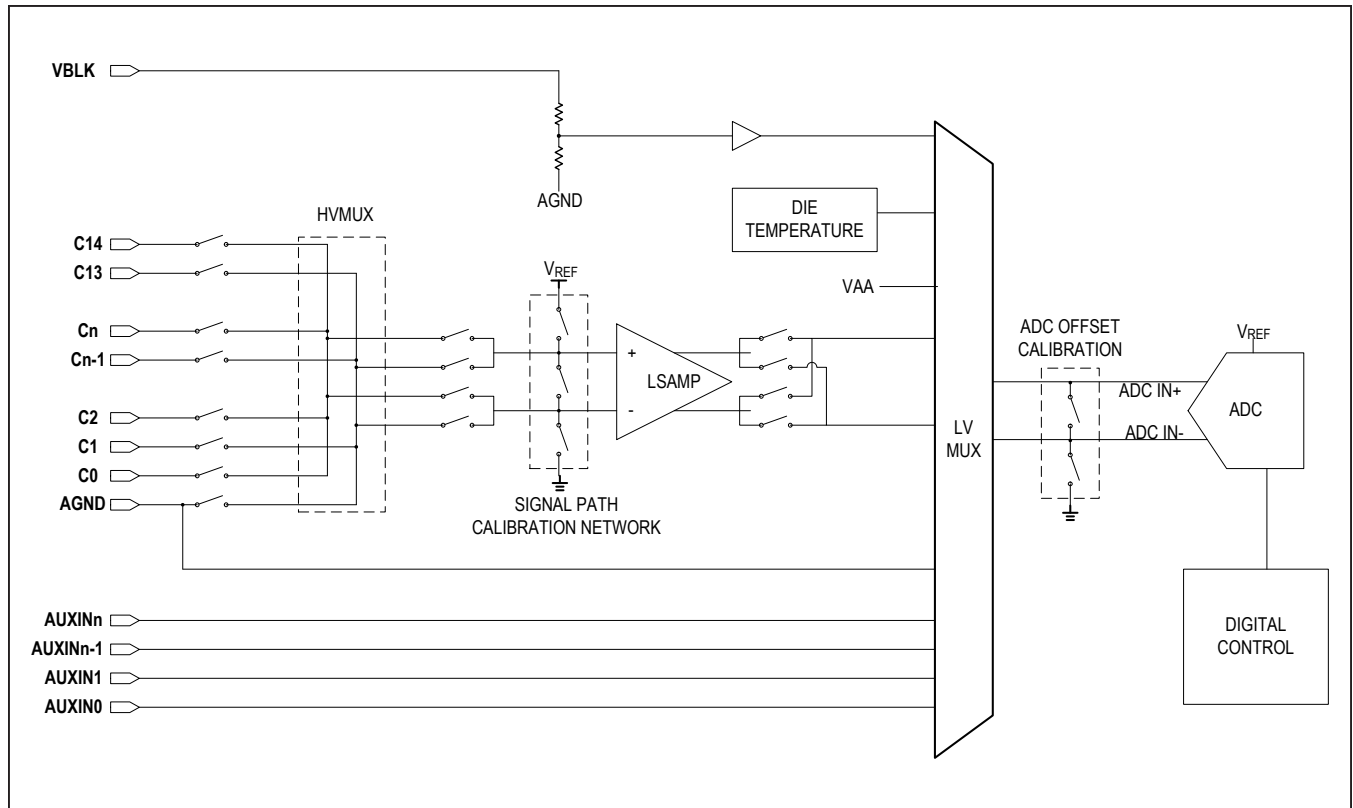 VBLK
AGND
DIE
TEMPERATURE
HVMUX
C14
C13
VREF
VAA
Cn
Cn-1
LSAMP
+
-
ADC OFFSET
CALIBRATION
VREF
ADC IN+
ADC
ADC IN-
C2
C1
C0
AGND
LV
MUX
SIGNAL PATH
CALIBRATION NETWORK
AUXINn
AUXINn-1
AUXIN1
AUXIN0
DIGITAL
CONTROL